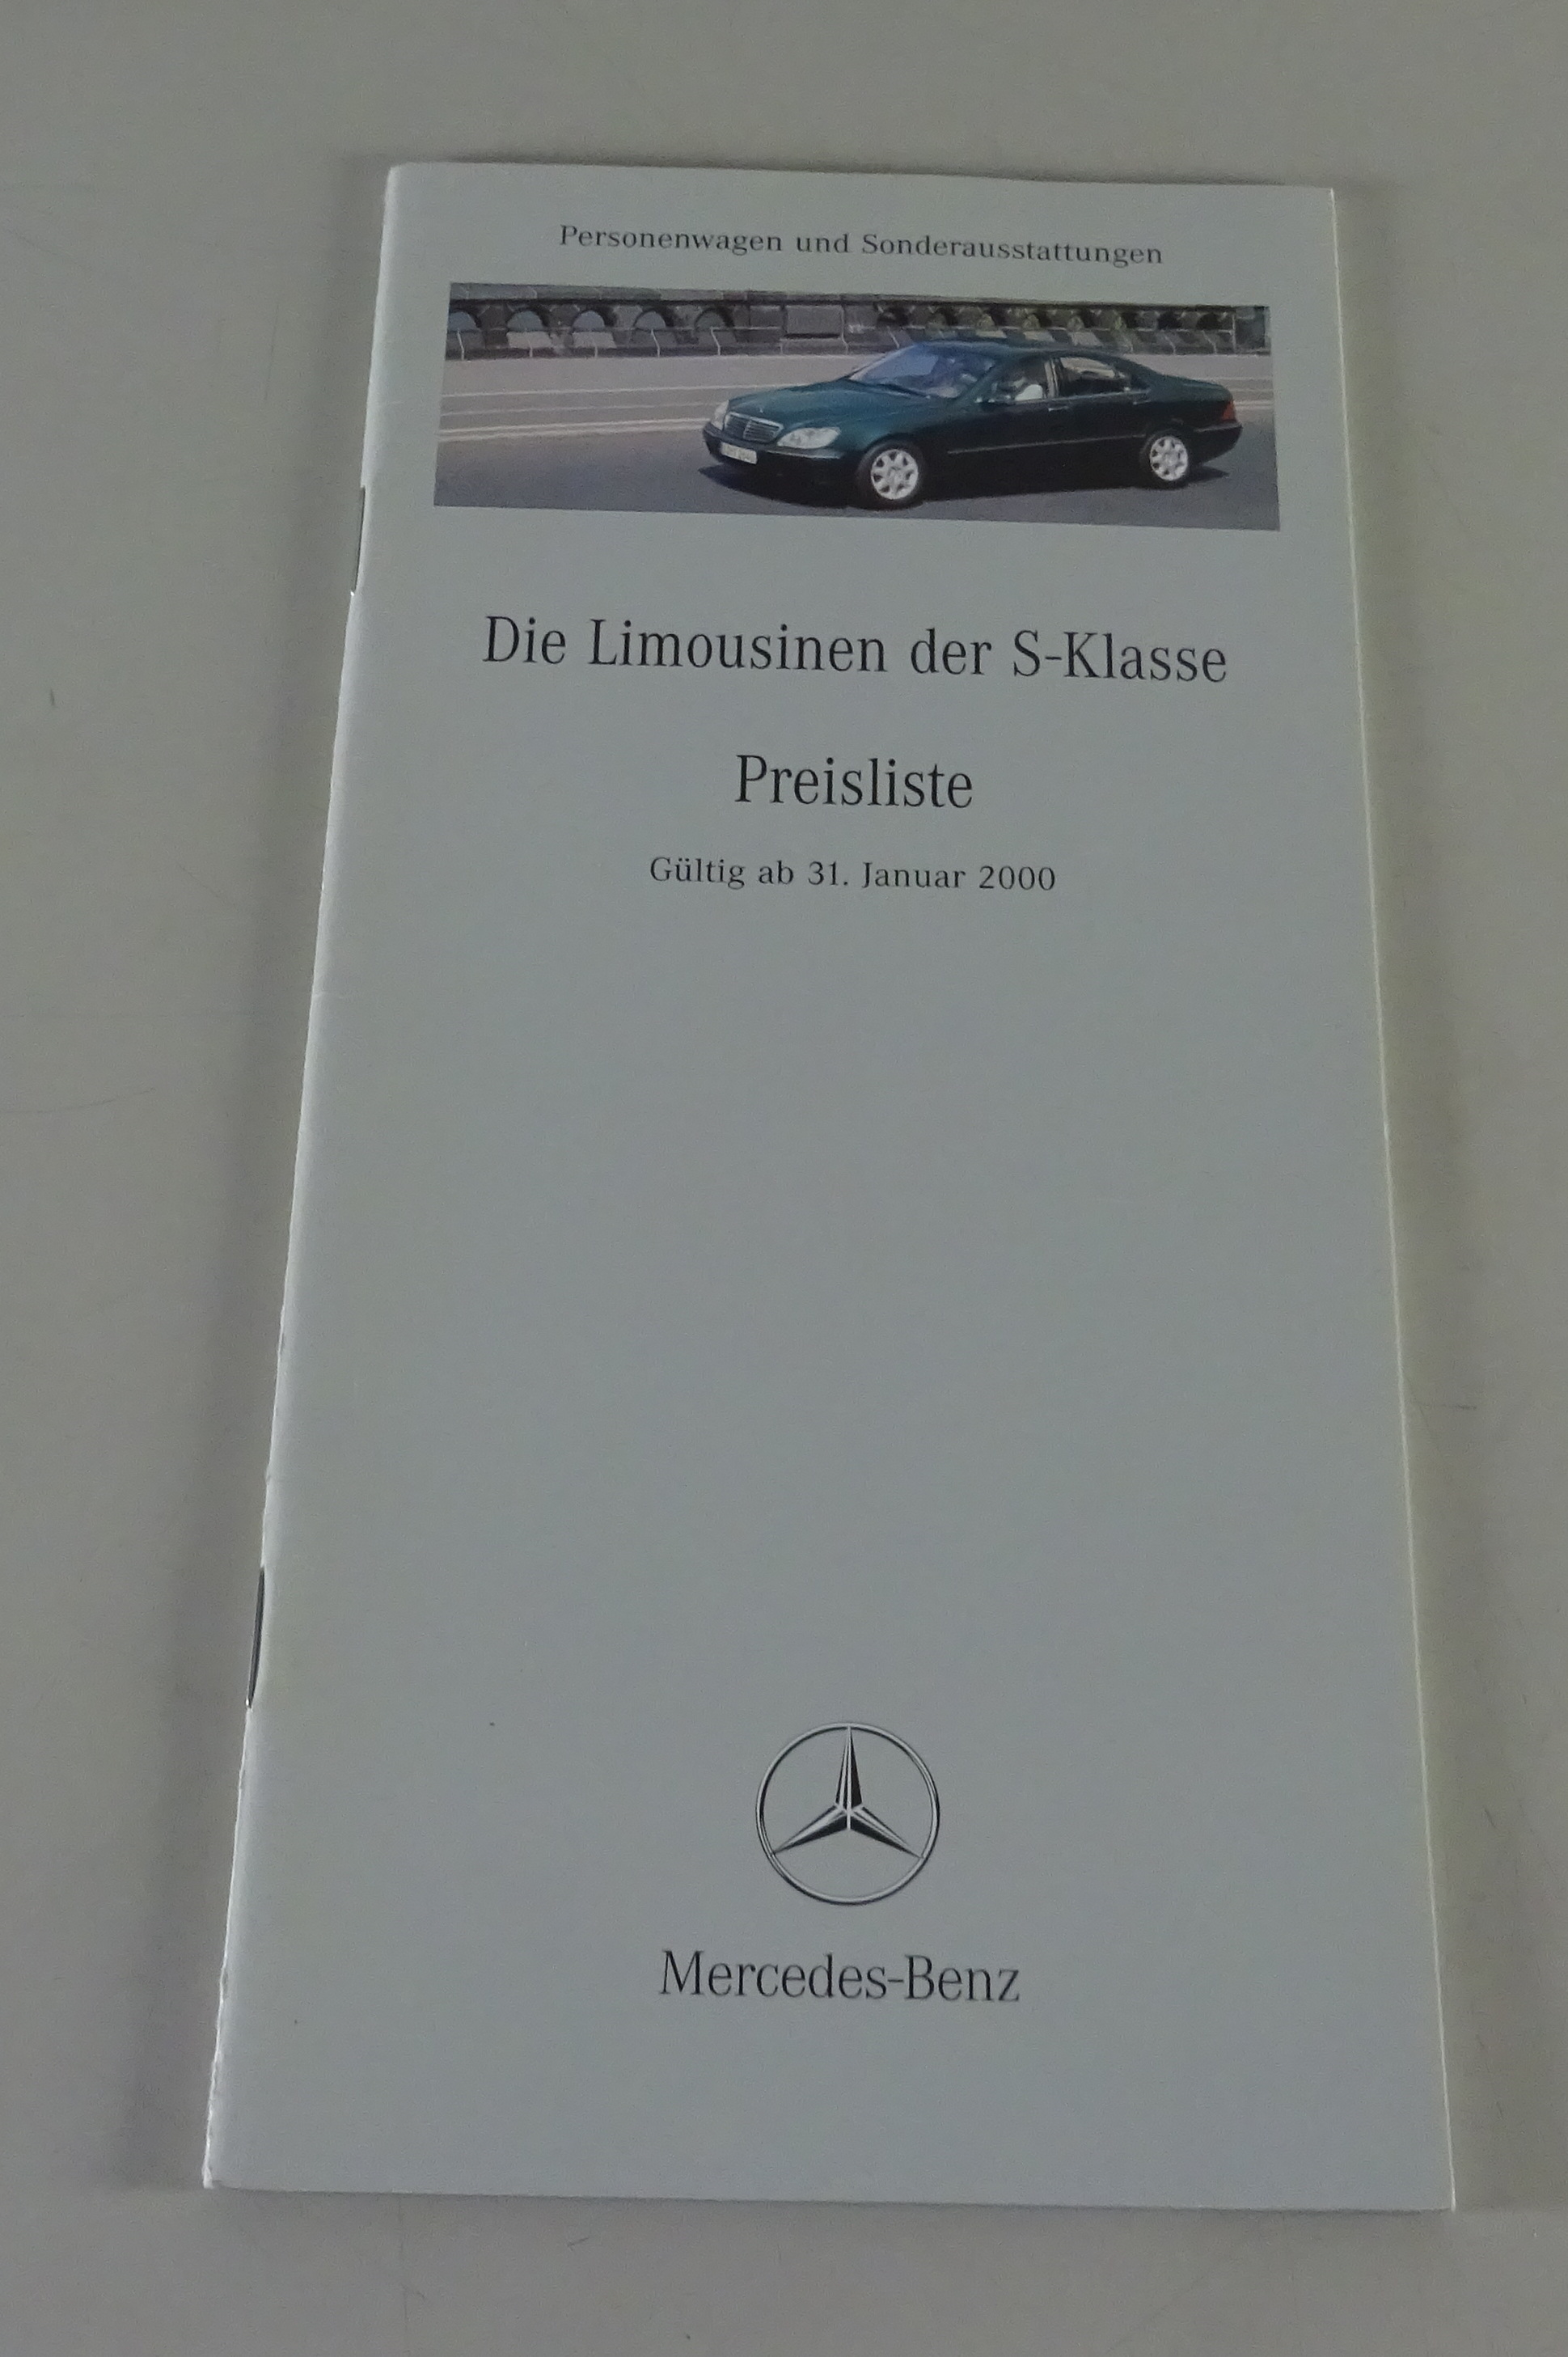 Personenwagen und Sonderausstattungen
Die Limousinen der S-Klasse
Preisliste
Gültig ab 31. Januar 2000
Mercedes-Benz